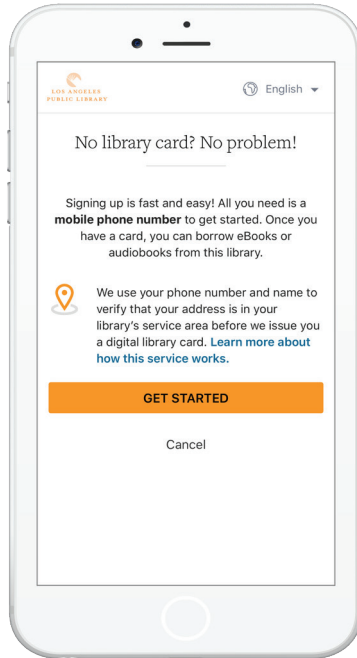 LOS ANGELES
PUBLIC LIBRARY
English
No library card? No problem!
Signing up is fast and easy! All you need is a
mobile phone number to get started. Once you
have a card, you can borrow eBooks or
audiobooks from this library.
We use your phone number and name to
verify that your address is in your
library's service area before we issue you
a digital library card. Learn more about
how this service works.
GET STARTED
Cancel